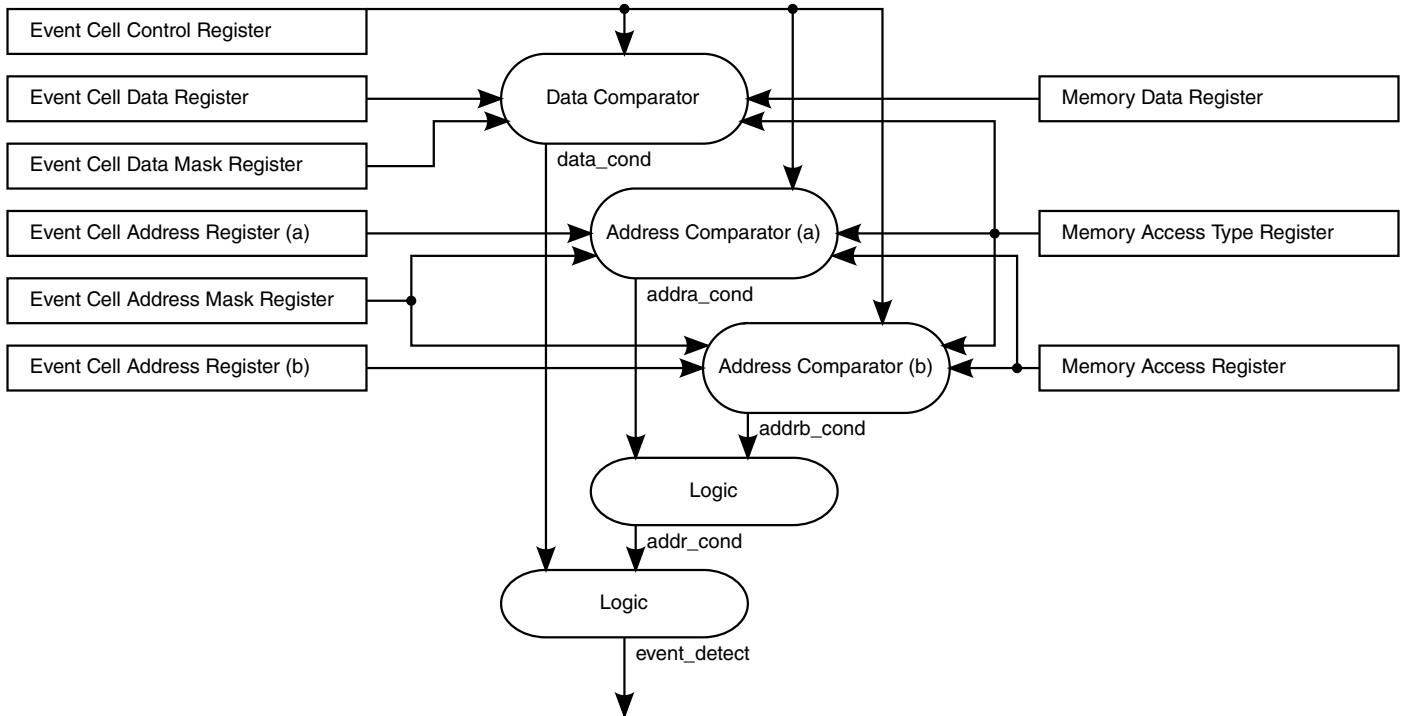 Event Cell Control Register
Event Cell Data Register
Data Comparator
Memory Data Register
Event Cell Data Mask Register
data_cond
Event Cell Address Register (a)
Address Comparator (a)
Memory Access Type Register
Event Cell Address Mask Register
addra_cond
Event Cell Address Register (b)
Address Comparator (b)
Memory Access Register
addrb_cond
Logic
addr_cond
Logic
event_detect